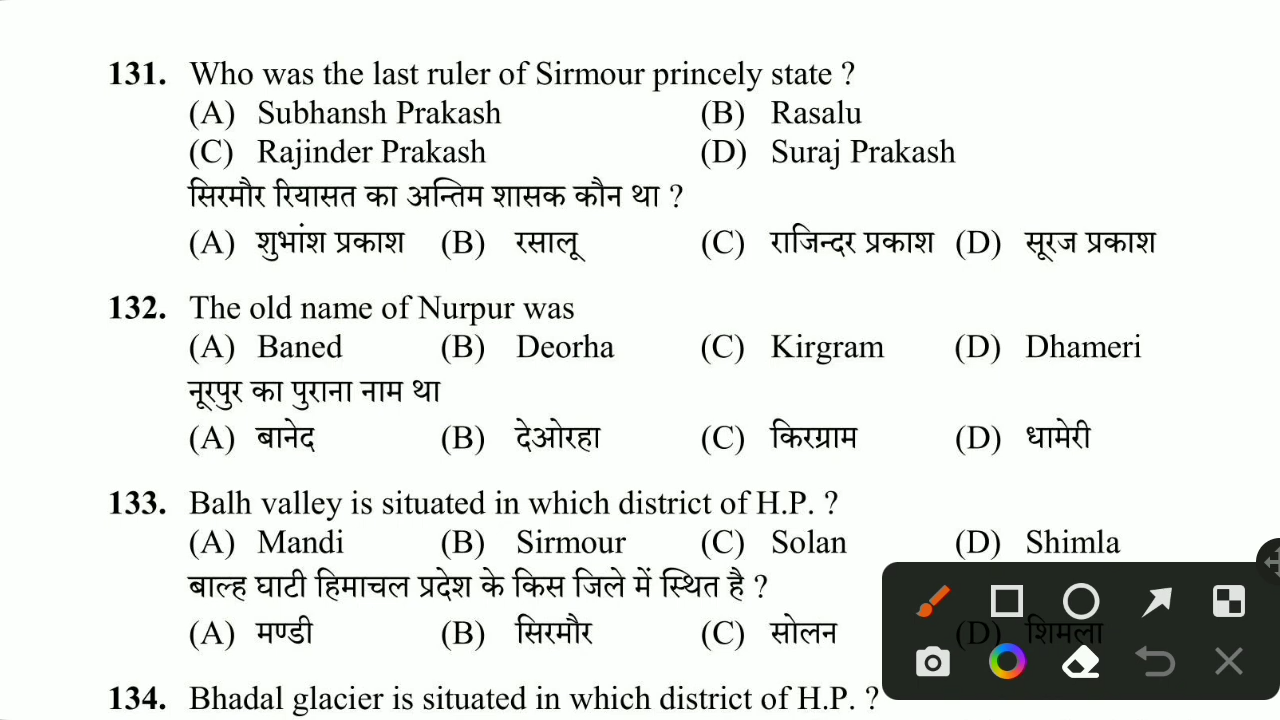 131. Who was the last ruler of Sirmour princely state ?
(A) Subhansh Prakash (B) Rasalu
(C) Rajinder Prakash (D) Suraj Prakash
सिरमौर रियासत का अन्तिम शासक कौन था ?
(A) शुभांश प्रकाश (B) रसालू (C) राजिन्दर प्रकाश (D) सूरज प्रकाश
132. The old name of Nurpur was
(A) Baned (B) Deorha (C) Kirgram (D) Dhameri
नूरपुर का पुराना नाम था
(A) बानेद (B) देओरहा (C) किरग्राम (D) धामेरी
133. Balh valley is situated in which district of H.P. ?
(A) Mandi (B) Sirmour (C) Solan (D) Shimla
बाल्ह घाटी हिमाचल प्रदेश के किस जिले में स्थित है ?
(A) मण्डी (B) सिरमौर (C) सोलन (D) शिमला
134. Bhadal glacier is situated in which district of H.P. ?